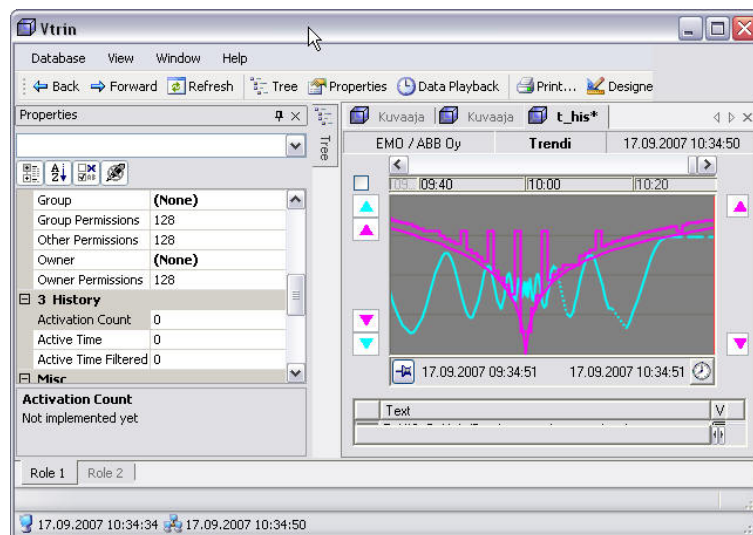 Vtrin
Database View Window Help
Back Forward Refresh Tree Properties Data Playback Print... Designe
Properties
Tree
Kuvaaja Kuvaaja t_his*
EMO / ABB Oy Trendi 17.09.2007 10:34:50
09... 09:40 10:00 10:20
Group (None)
Group Permissions 128
Other Permissions 128
Owner (None)
Owner Permissions 128
3 History
Activation Count 0
Active Time 0
Active Time Filtered 0
Misc
17.09.2007 09:34:51 17.09.2007 10:34:51
Activation Count
Not implemented yet
Text V
Role 1 Role 2
17.09.2007 10:34:34 17.09.2007 10:34:50